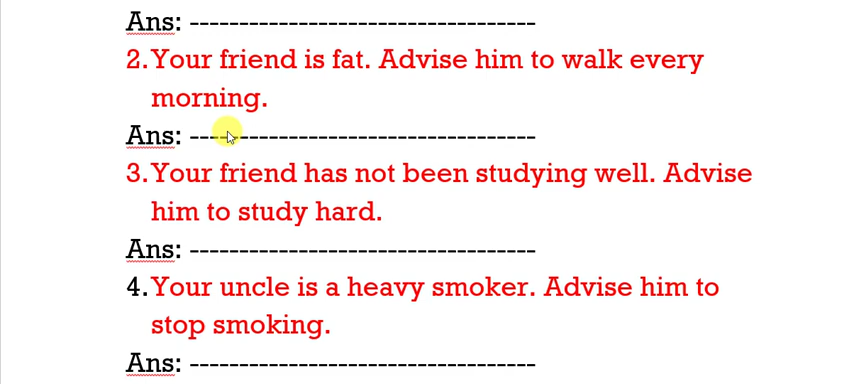 Ans: -----------------------------------
2. Your friend is fat. Advise him to walk every
morning.
Ans: -----------------------------------
3. Your friend has not been studying well. Advise
him to study hard.
Ans: -----------------------------------
4. Your uncle is a heavy smoker. Advise him to
stop smoking.
Ans: -----------------------------------